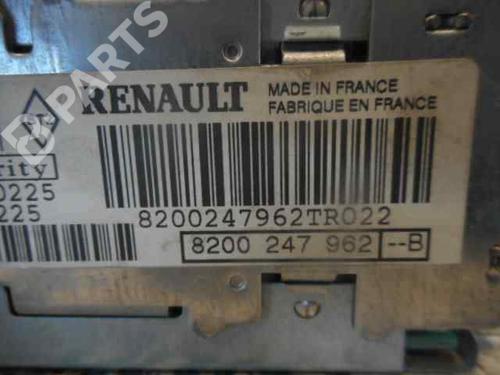 B PARTS
RENAULT
MADE IN FRANCE
FABRIQUE EN FRANCE
rity
0225
225
8200247962TR022
8200 247 962 --B